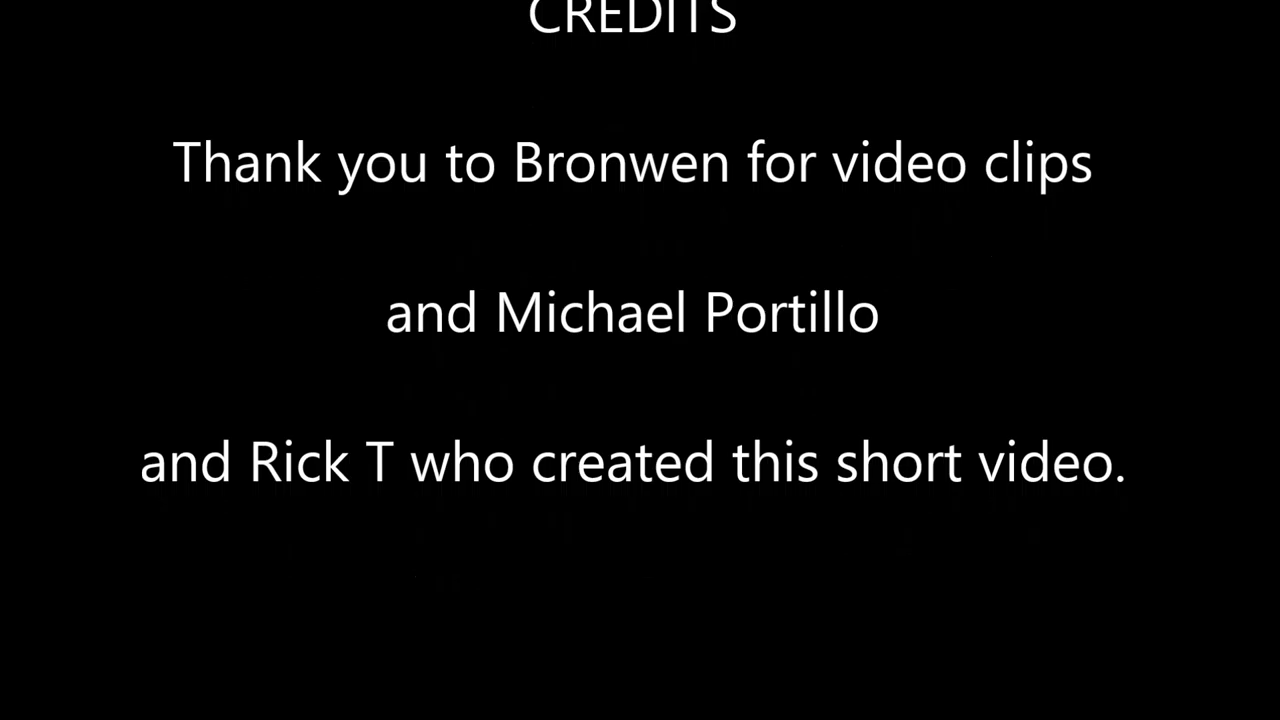 CREDITS
Thank you to Bronwen for video clips
and Michael Portillo
and Rick T who created this short video.